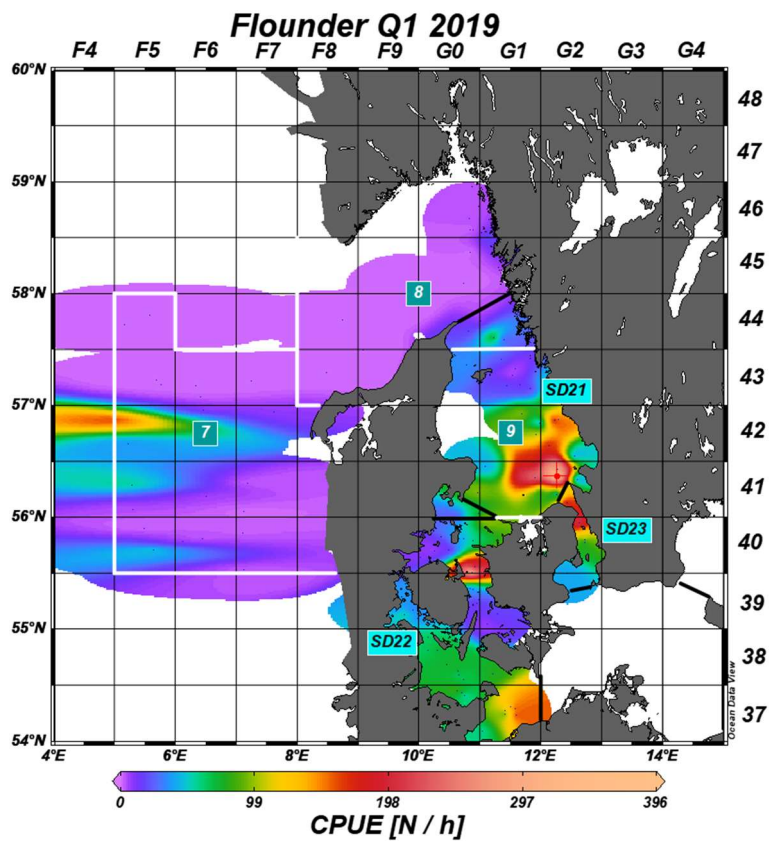 Flounder Q1 2019
F4 F5 F6 F7 F8 F9 G0 G1 G2 G3 G4
60°N
48
47
59°N
46
45
58°N
8
44
SD21
43
57°N
7
9
42
41
56°N
SD23
40
39
55°N
SD22
38
37
54°N
Ocean Data View
4°E 6°E 8°E 10°E 12°E 14°E
0 99 198 297 396
CPUE [N / h]